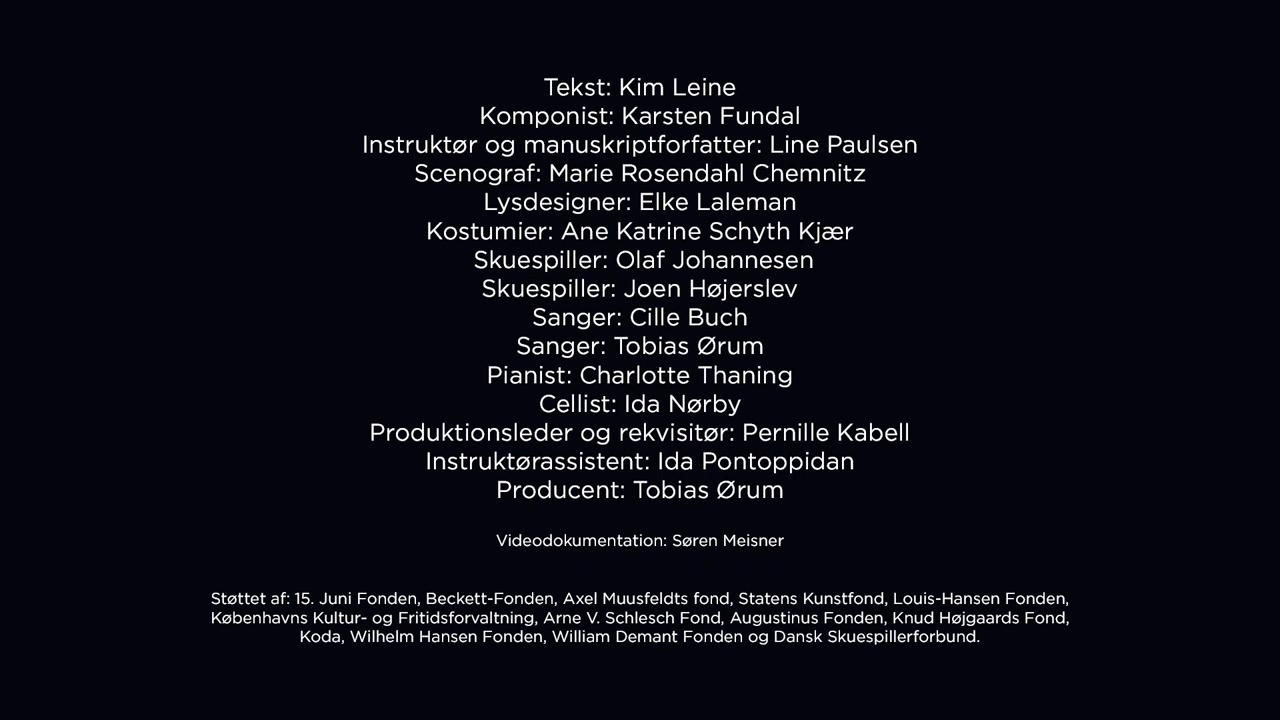 Tekst: Kim Leine
Komponist: Karsten Fundal
Instruktør og manuskriptforfatter: Line Paulsen
Scenograf: Marie Rosendahl Chemnitz
Lysdesigner: Elke Laleman
Kostumier: Ane Katrine Schyth Kjær
Skuespiller: Olaf Johannesen
Skuespiller: Joen Højerslev
Sanger: Cille Buch
Sanger: Tobias Ørum
Pianist: Charlotte Thaning
Cellist: Ida Nørby
Produktionsleder og rekvisitør: Pernille Kabell
Instruktørassistent: Ida Pontoppidan
Producent: Tobias Ørum
Videodokumentation: Søren Meisner
Støttet af: 15. Juni Fonden, Beckett-Fonden, Axel Muusfeldts fond, Statens Kunstfond, Louis-Hansen Fonden,
Københavns Kultur- og Fritidsforvaltning, Arne V. Schlesch Fond, Augustinus Fonden, Knud Højgaards Fond,
Koda, Wilhelm Hansen Fonden, William Demant Fonden og Dansk Skuespillerforbund.